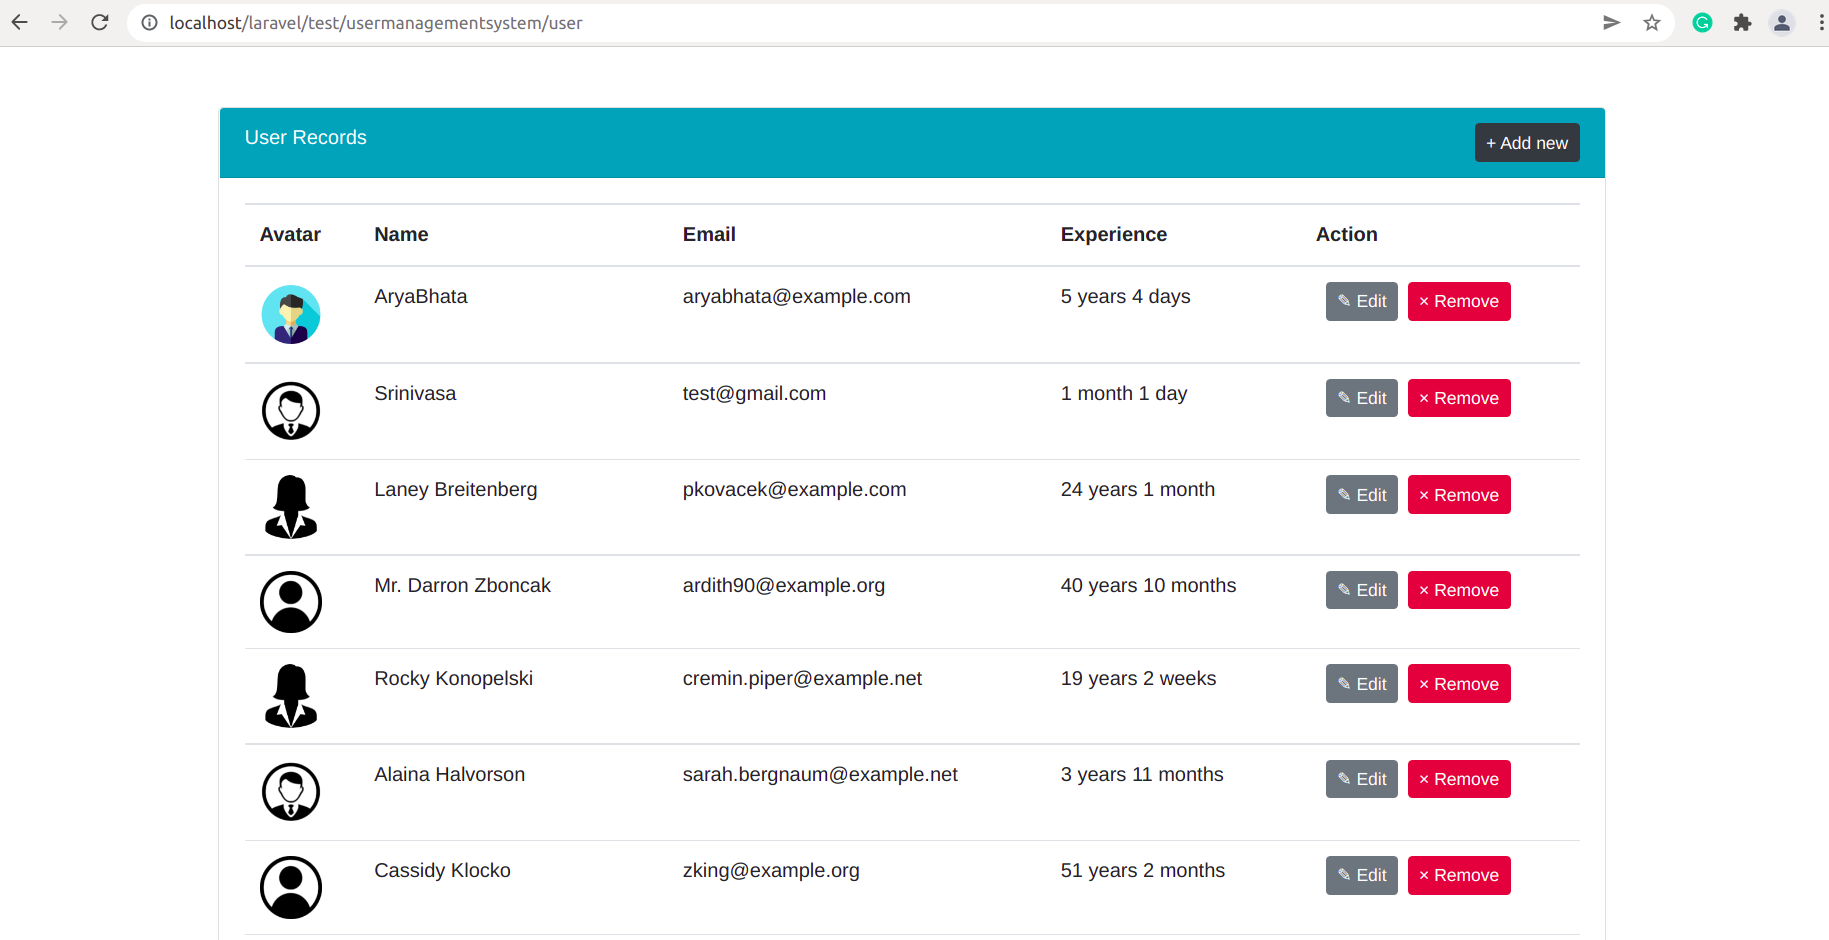 localhost/laravel/test/usermanagementsystem/user
User Records
+ Add new
Avatar Name Email Experience Action
AryaBhata aryabhata@example.com 5 years 4 days ✎ Edit × Remove
Srinivasa test@gmail.com 1 month 1 day ✎ Edit × Remove
Laney Breitenberg pkovacek@example.com 24 years 1 month ✎ Edit × Remove
Mr. Darron Zboncak ardith90@example.org 40 years 10 months ✎ Edit × Remove
Rocky Konopelski cremin.piper@example.net 19 years 2 weeks ✎ Edit × Remove
Alaina Halvorson sarah.bergnaum@example.net 3 years 11 months ✎ Edit × Remove
Cassidy Klocko zking@example.org 51 years 2 months ✎ Edit × Remove